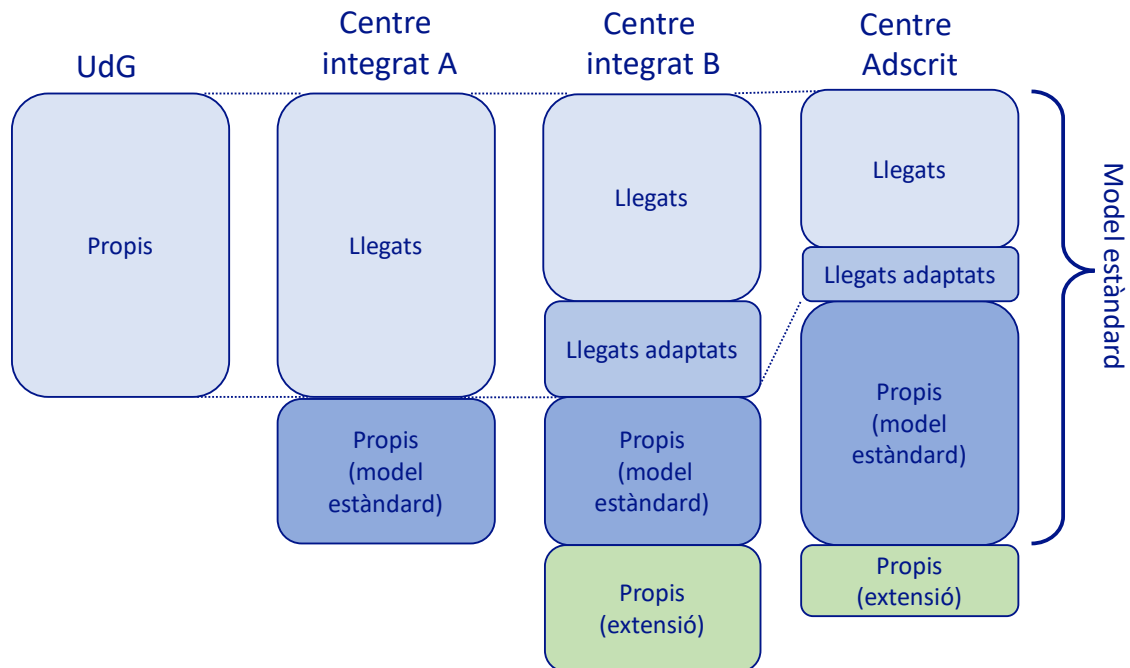 UdG
Centre
integrat A
Centre
integrat B
Centre
Adscrit
Propis
Llegats
Propis
(model
estàndard)
Llegats
Llegats adaptats
Propis
(model
estàndard)
Propis
(extensió)
Llegats
Llegats adaptats
Propis
(model
estàndard)
Propis
(extensió)
Model estàndard